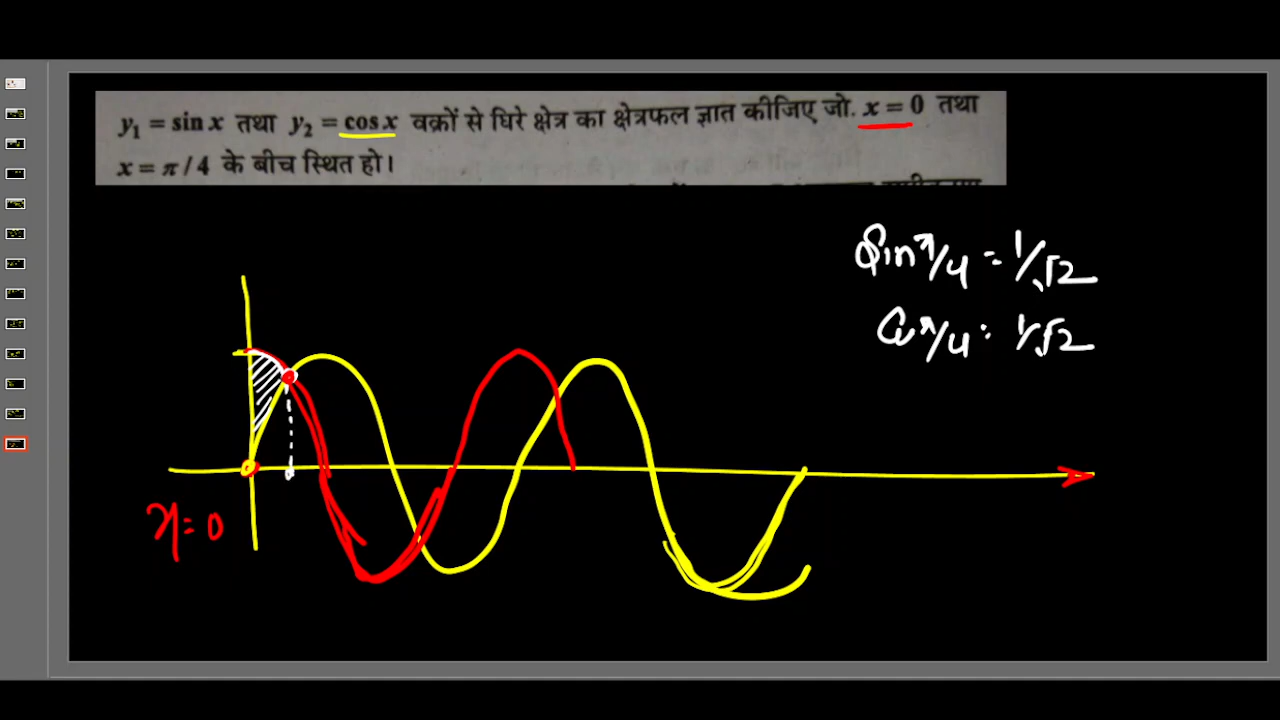 y₁ = sin x तथा y₂ = cos x वक्रों से घिरे क्षेत्र का क्षेत्रफल ज्ञात कीजिए जो. x = 0 तथा
x = π / 4 के बीच स्थित हो।
Sin π/4 = 1/√2
Cos π/4 = 1/√2
x = 0